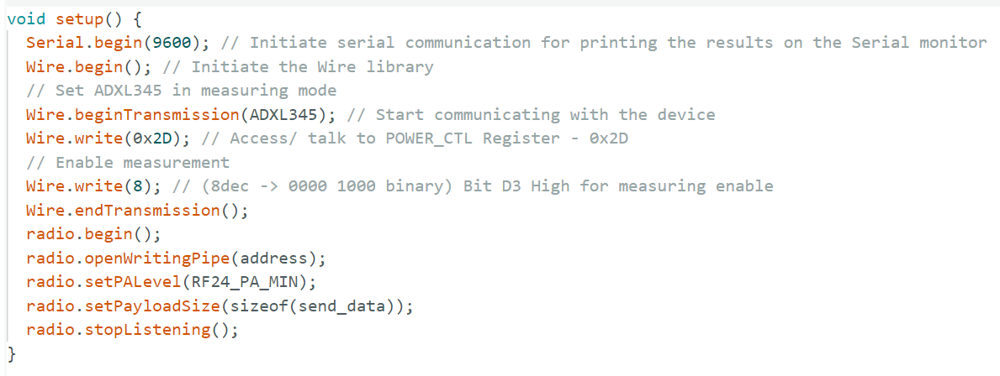 void setup() {
  Serial.begin(9600); // Initiate serial communication for printing the results on the Serial monitor
  Wire.begin(); // Initiate the Wire library
  // Set ADXL345 in measuring mode
  Wire.beginTransmission(ADXL345); // Start communicating with the device
  Wire.write(0x2D); // Access/ talk to POWER_CTL Register - 0x2D
  // Enable measurement
  Wire.write(8); // (8dec -> 0000 1000 binary) Bit D3 High for measuring enable
  Wire.endTransmission();
  radio.begin();
  radio.openWritingPipe(address);
  radio.setPALevel(RF24_PA_MIN);
  radio.setPayloadSize(sizeof(send_data));
  radio.stopListening();
}